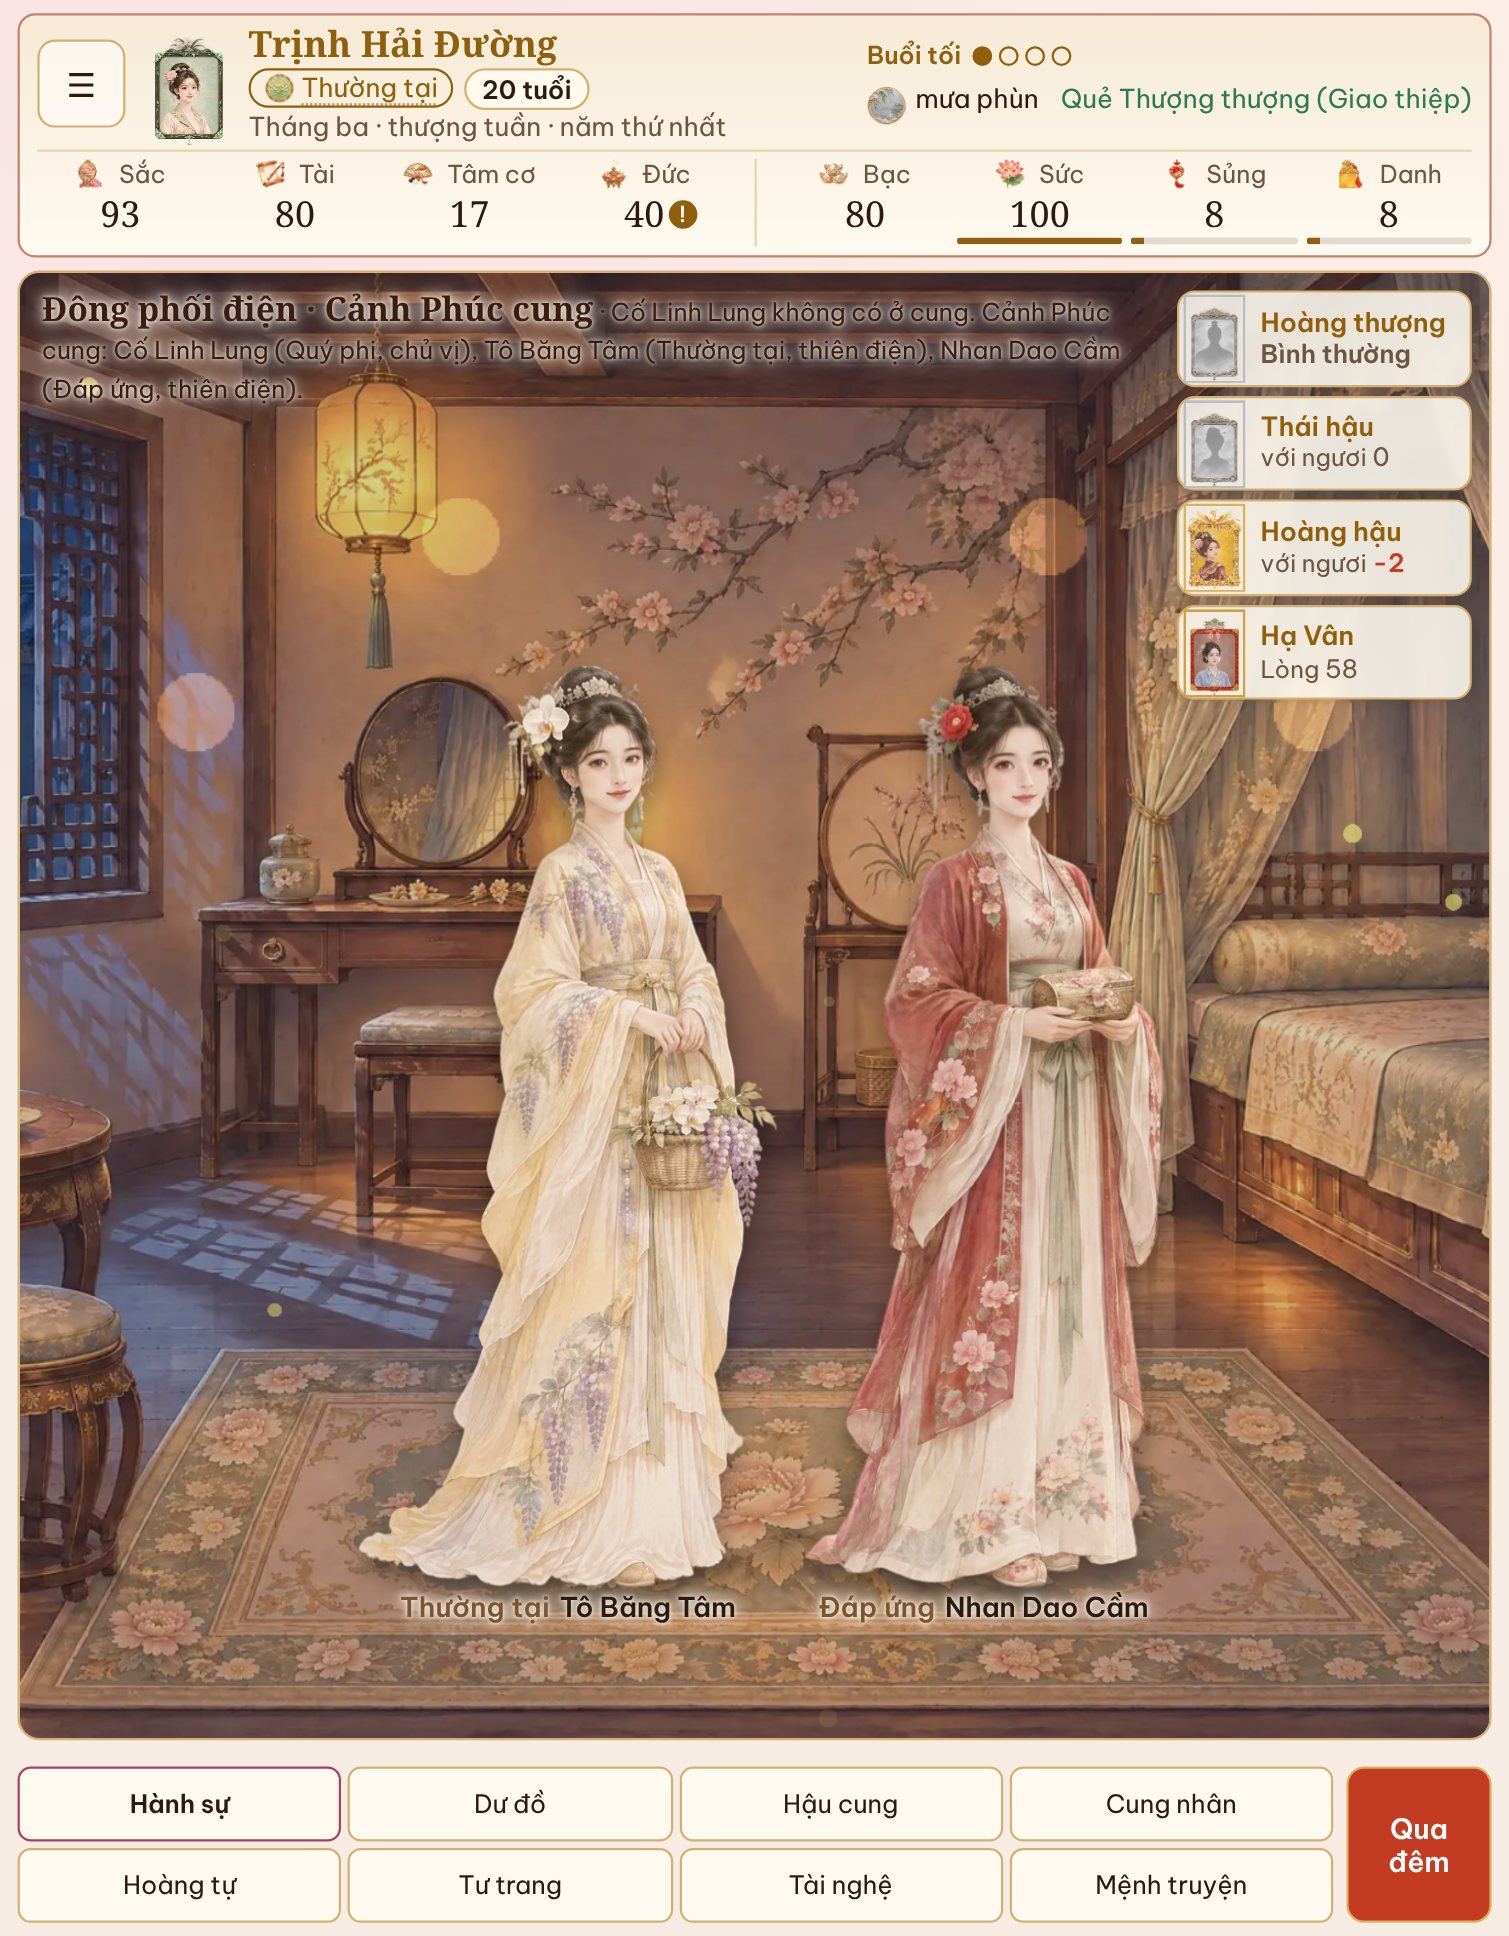 ☰
Trịnh Hải Đường
Thường tại
20 tuổi
Tháng ba · thượng tuần · năm thứ nhất
Buổi tối
mưa phùn Quẻ Thượng thượng (Giao thiệp)
Sắc Tài Tâm cơ Đức Bạc Sức Sủng Danh
93 80 17 40 ! 80 100 8 8
Đông phối điện · Cảnh Phúc cung · Cố Linh Lung không có ở cung. Cảnh Phúc
cung: Cố Linh Lung (Quý phi, chủ vị), Tô Băng Tâm (Thường tại, thiên điện), Nhan Dao Cầm
(Đáp ứng, thiên điện).
Hoàng thượng
Bình thường
Thái hậu
với ngươi 0
Hoàng hậu
với ngươi -2
Hạ Vân
Lòng 58
Thường tại Tô Băng Tâm
Đáp ứng Nhan Dao Cầm
Hành sự Dư đồ Hậu cung Cung nhân
Hoàng tự Tư trang Tài nghệ Mệnh truyện
Qua
đêm